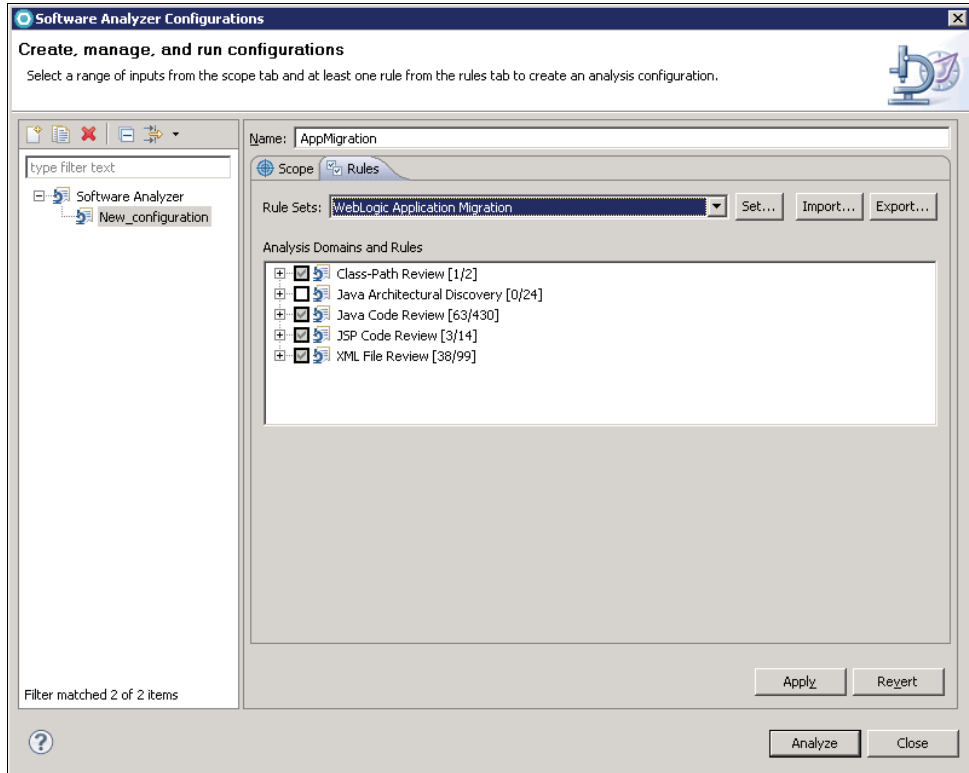 Software Analyzer Configurations
Create, manage, and run configurations
Select a range of inputs from the scope tab and at least one rule from the rules tab to create an analysis configuration.
type filter text
Software Analyzer
New_configuration
Filter matched 2 of 2 items
Name: AppMigration
Scope Rules
Rule Sets: WebLogic Application Migration Set... Import... Export...
Analysis Domains and Rules
Class-Path Review [1/2]
Java Architectural Discovery [0/24]
Java Code Review [63/430]
JSP Code Review [3/14]
XML File Review [38/99]
Apply Revert
? Analyze Close